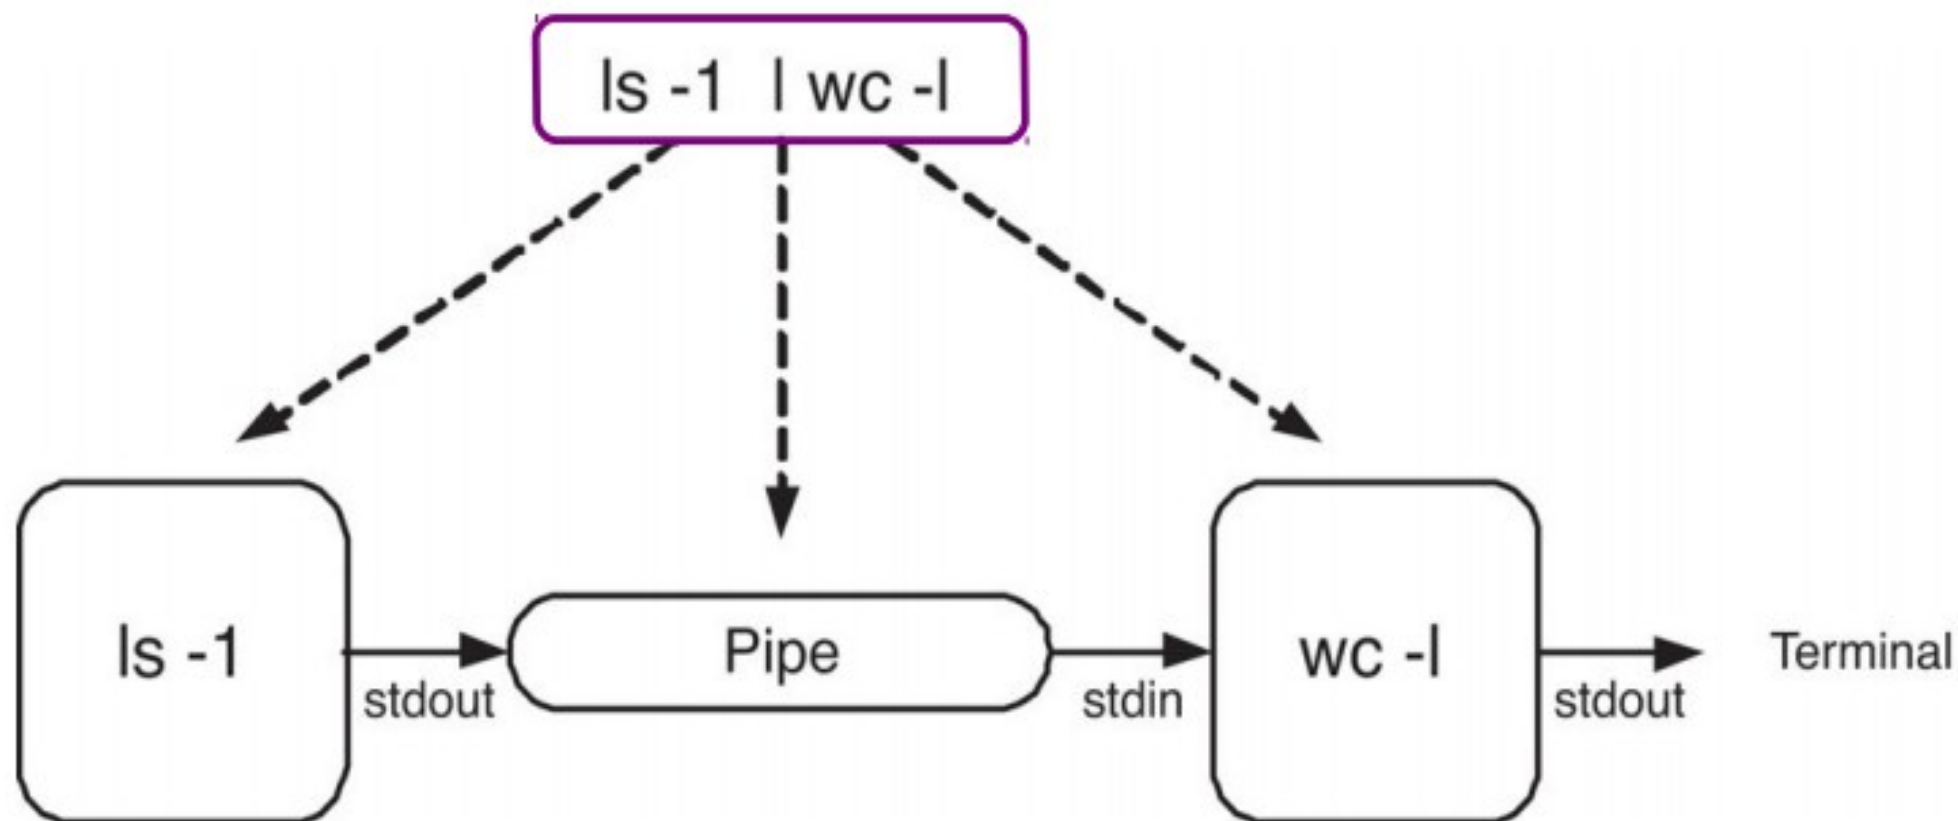 ls -1 | wc -l
ls -1
stdout
Pipe
stdin
wc -l
stdout
Terminal